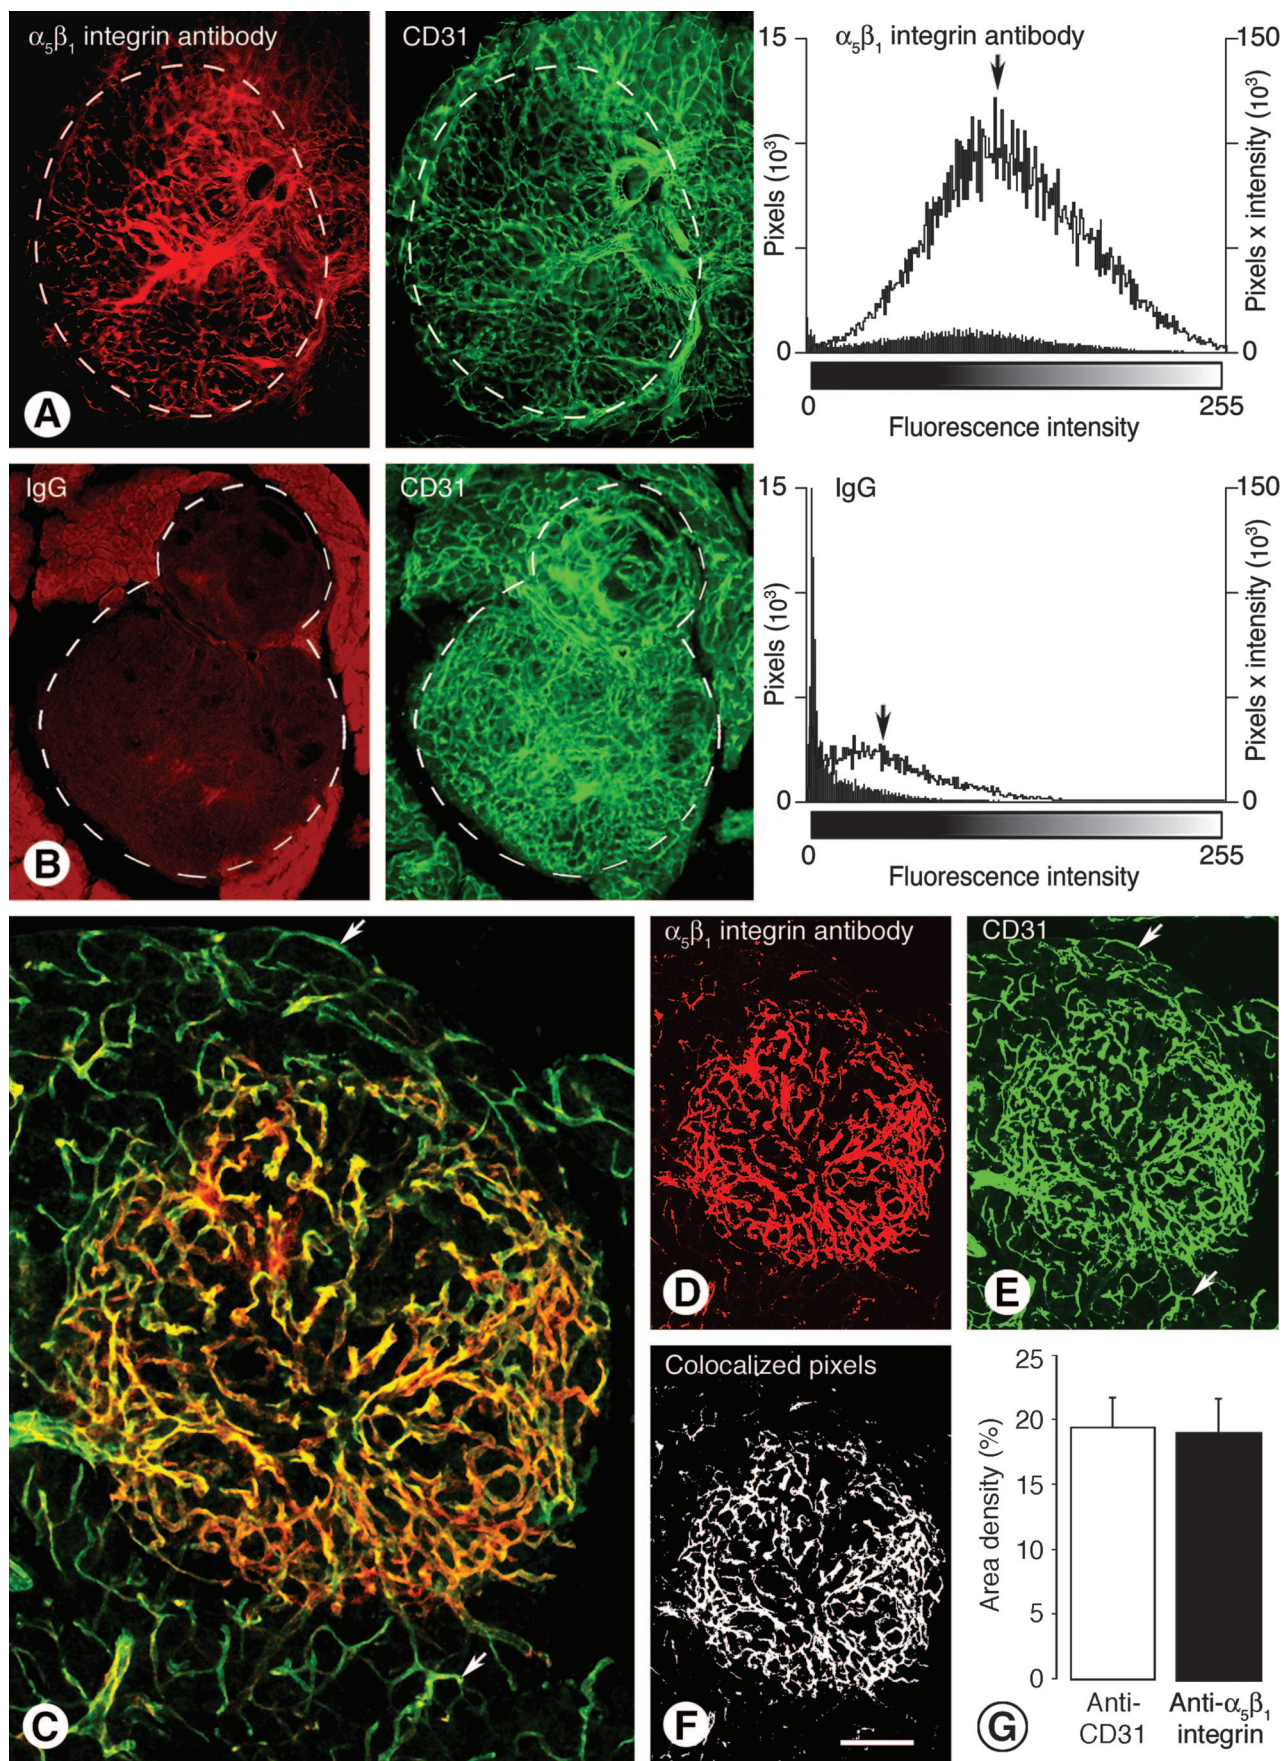 α₅β₁ integrin antibody
CD31
α₅β₁ integrin antibody
15
150
Pixels (10³)
Pixels x intensity (10³)
0
0
0
255
Fluorescence intensity
A
IgG
CD31
IgG
15
150
Pixels (10³)
Pixels x intensity (10³)
0
0
0
255
Fluorescence intensity
B
α₅β₁ integrin antibody
CD31
D
E
Colocalized pixels
25
20
15
10
5
0
Area density (%)
C
F
G
Anti-
CD31
Anti-α₅β₁
integrin